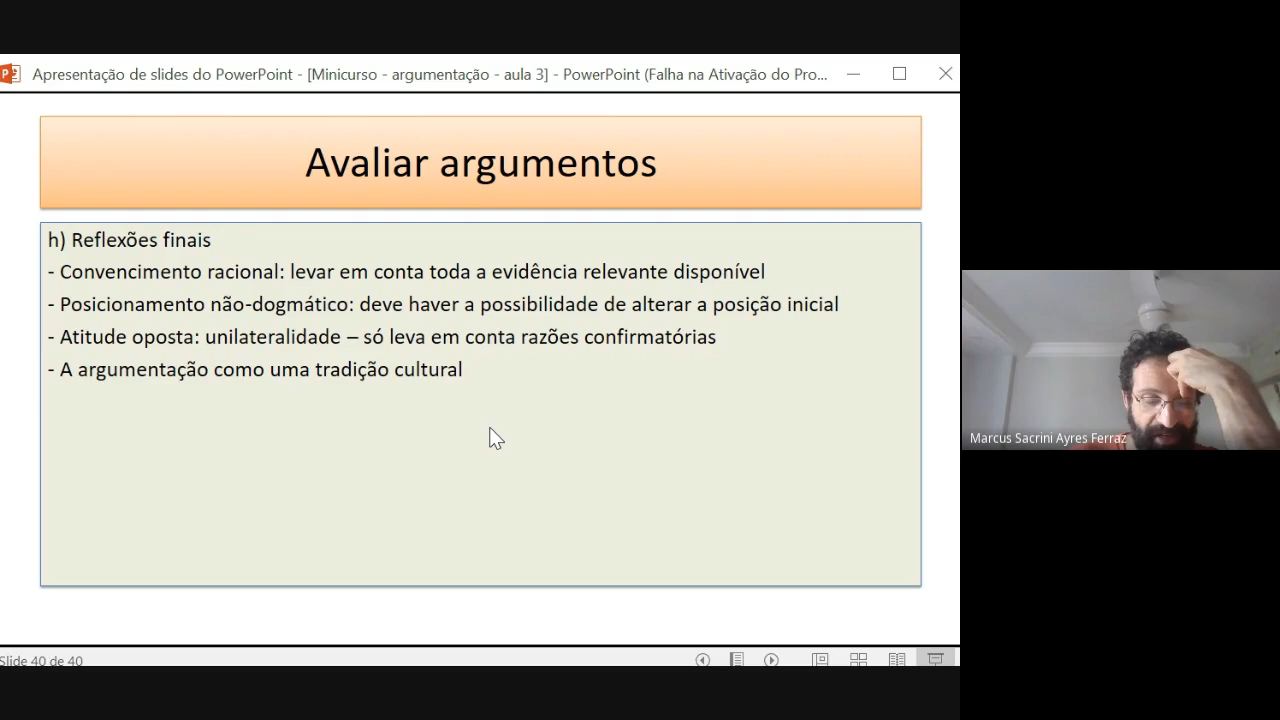 Apresentação de slides do PowerPoint - [Minicurso - argumentação - aula 3] - PowerPoint (Falha na Ativação do Pro...
Avaliar argumentos
h) Reflexões finais
- Convencimento racional: levar em conta toda a evidência relevante disponível
- Posicionamento não-dogmático: deve haver a possibilidade de alterar a posição inicial
- Atitude oposta: unilateralidade – só leva em conta razões confirmatórias
- A argumentação como uma tradição cultural
Marcus Sacrini Ayres Ferraz
Slide 40 de 40